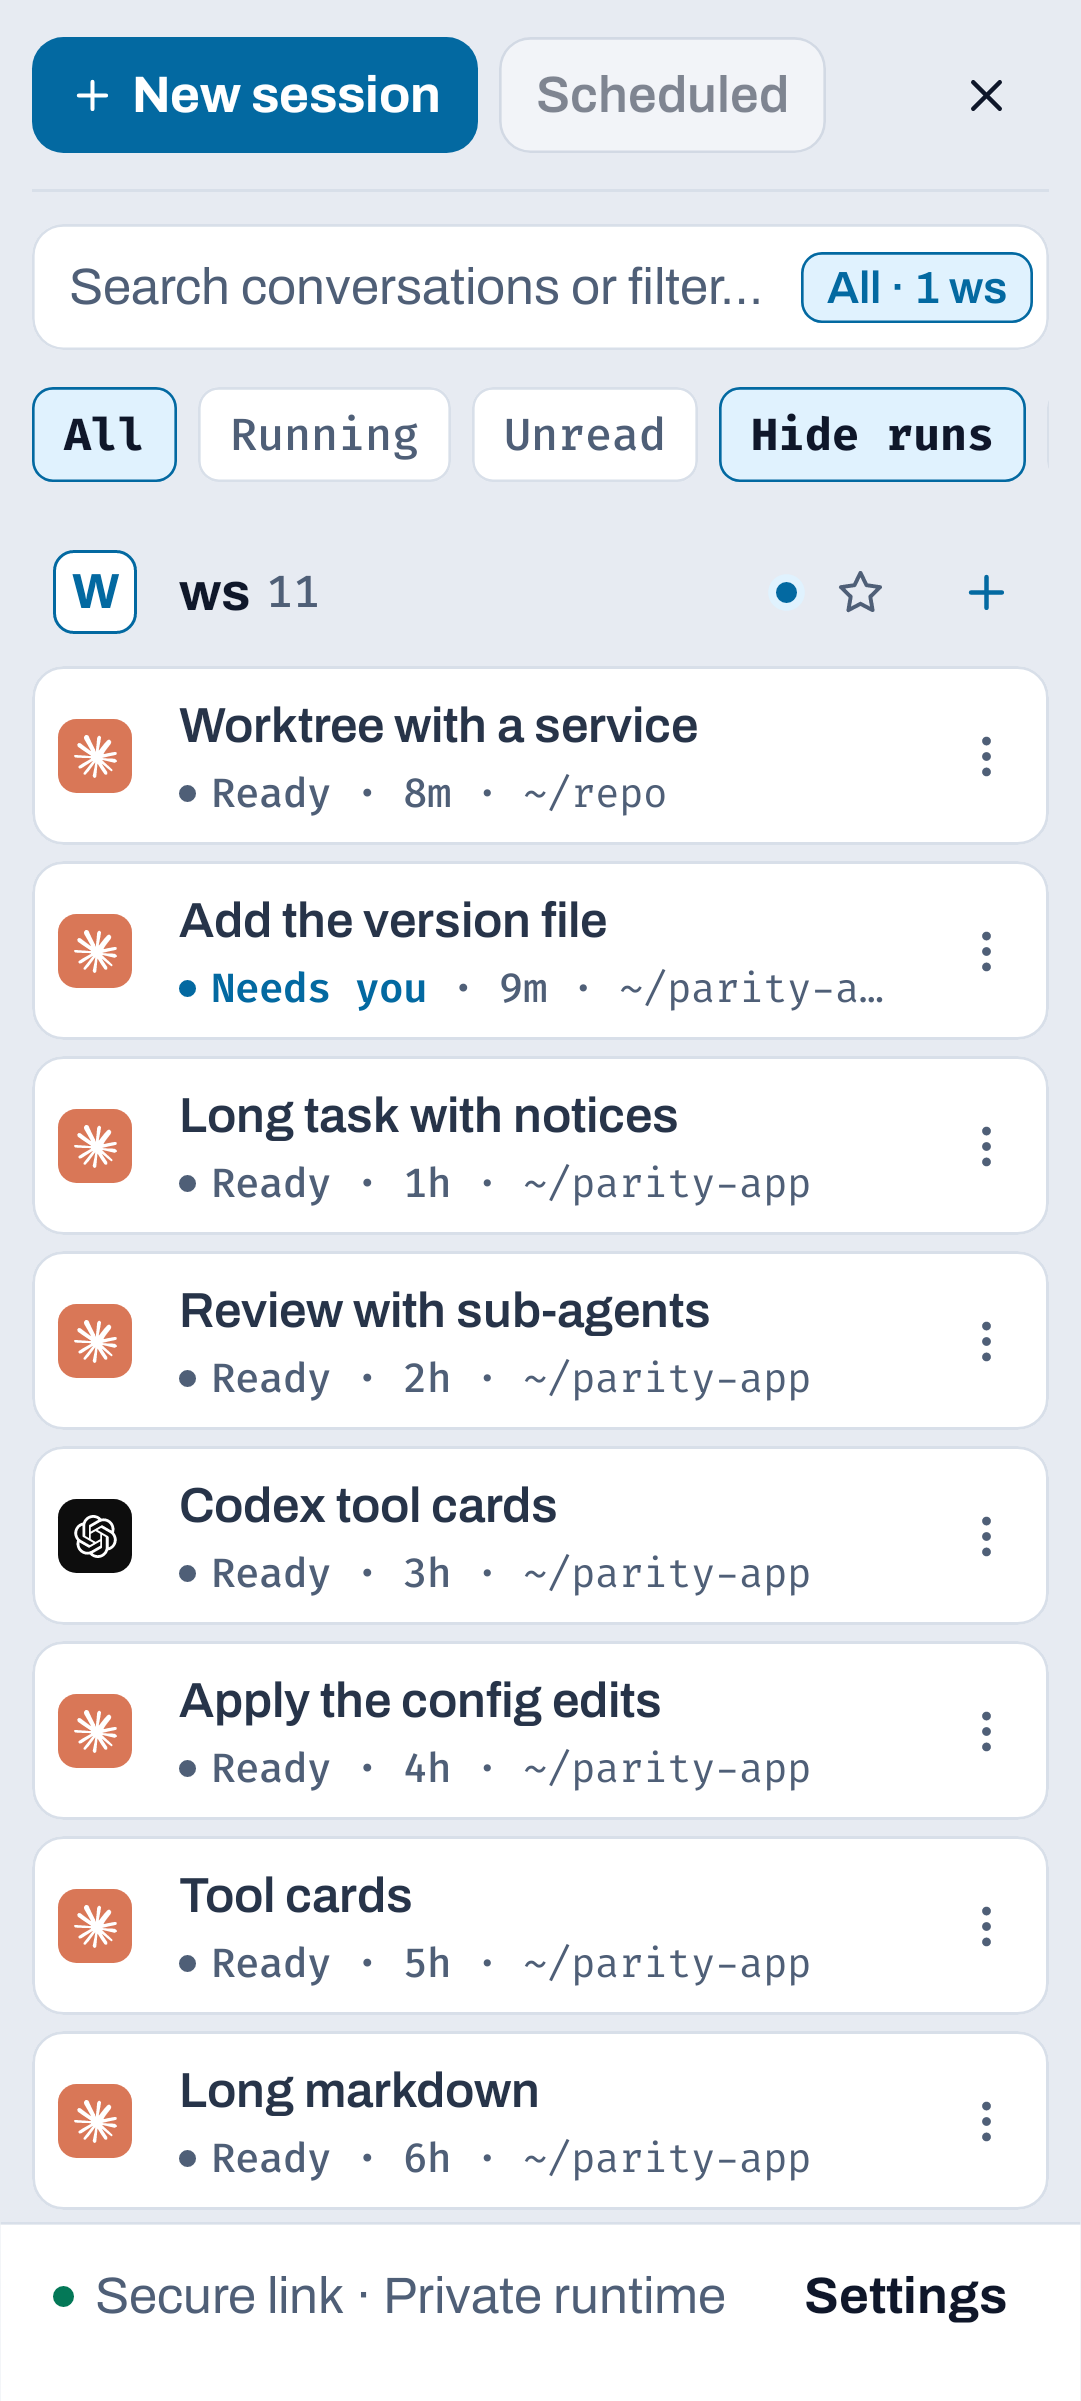 New session
Scheduled
Search conversations or filter...
All · 1 ws
All
Running
Unread
Hide runs
W
ws 11
Worktree with a service
Ready · 8m · ~/repo
Add the version file
Needs you · 9m · ~/parity-a…
Long task with notices
Ready · 1h · ~/parity-app
Review with sub-agents
Ready · 2h · ~/parity-app
Codex tool cards
Ready · 3h · ~/parity-app
Apply the config edits
Ready · 4h · ~/parity-app
Tool cards
Ready · 5h · ~/parity-app
Long markdown
Ready · 6h · ~/parity-app
Secure link · Private runtime
Settings